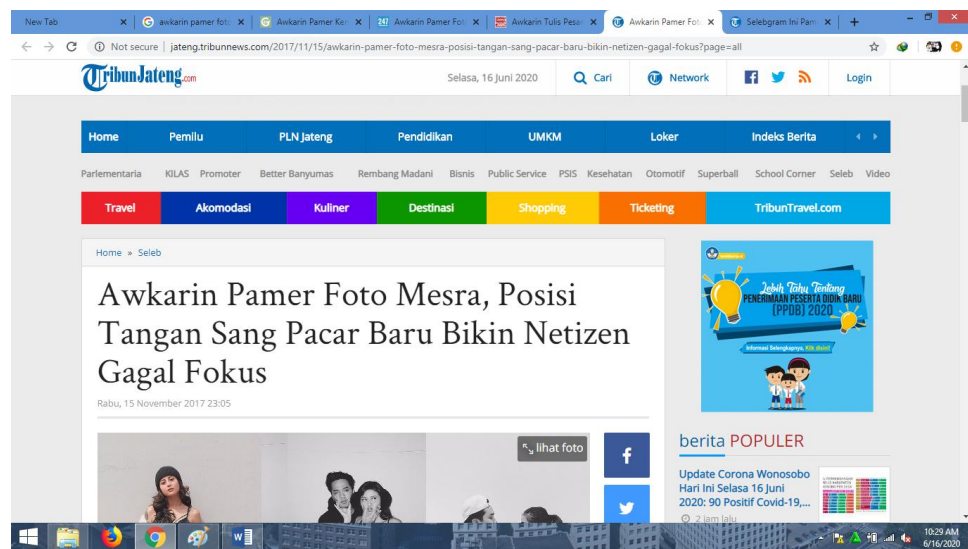 New Tab
awkarin pamer foto
Awkarin Pamer Ken
Awkarin Pamer Fot
Awkarin Tulis Pesan
Awkarin Pamer Fot
Selebgram Ini Pam
Not secure | jateng.tribunnews.com/2017/11/15/awkarin-pamer-foto-mesra-posisi-tangan-sang-pacar-baru-bikin-netizen-gagal-fokus?page=all
TribunJateng.com
Selasa, 16 Juni 2020
Cari
Network
Login
Home Pemilu PLN Jateng Pendidikan UMKM Loker Indeks Berita
Parlementaria KILAS Promoter Better Banyumas Rembang Madani Bisnis Public Service PSIS Kesehatan Otomotif Superball School Corner Seleb Video
Travel Akomodasi Kuliner Destinasi Shopping Ticketing TribunTravel.com
Home » Seleb
Awkarin Pamer Foto Mesra, Posisi
Tangan Sang Pacar Baru Bikin Netizen
Gagal Fokus
Rabu, 15 November 2017 23:05
lihat foto
Lebih Tahu Tentang
PENERIMAAN PESERTA DIDIK BARU
(PPDB) 2020
Informasi Selengkapnya, Klik disini!
berita POPULER
Update Corona Wonosobo
Hari Ini Selasa 16 Juni
2020: 90 Positif Covid-19,...
2 jam lalu
10:29 AM
6/16/2020